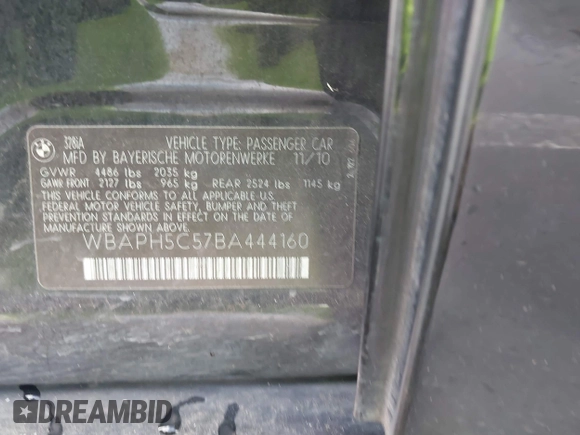 328iA VEHICLE TYPE: PASSENGER CAR
MFD BY BAYERISCHE MOTORENWERKE 11/10
GVWR 4486 lbs 2035 kg
GAWR FRONT 2127 lbs 965 kg REAR 2524 lbs 1145 kg
THIS VEHICLE CONFORMS TO ALL APPLICABLE U.S.
FEDERAL MOTOR VEHICLE SAFETY, BUMPER AND THEFT
PREVENTION STANDARDS IN EFFECT ON THE DATE OF
MANUFACTURE SHOWN ABOVE.
WBAPH5C57BA444160
DREAMBID